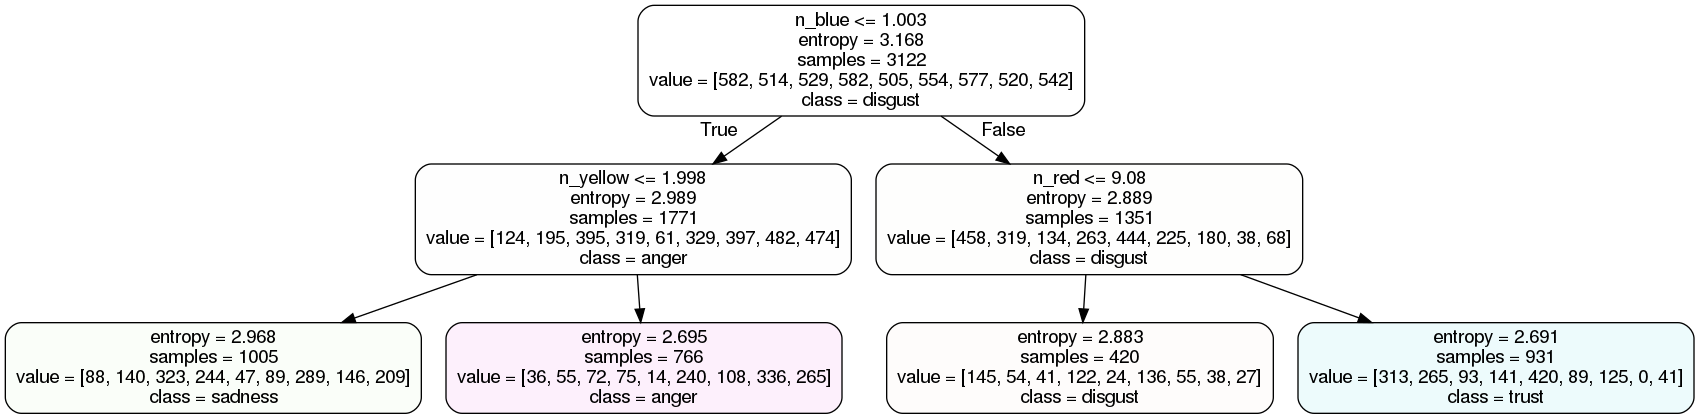 n_blue <= 1.003
entropy = 3.168
samples = 3122
value = [582, 514, 529, 582, 505, 554, 577, 520, 542]
class = disgust
True
False
n_yellow <= 1.998
entropy = 2.989
samples = 1771
value = [124, 195, 395, 319, 61, 329, 397, 482, 474]
class = anger
n_red <= 9.08
entropy = 2.889
samples = 1351
value = [458, 319, 134, 263, 444, 225, 180, 38, 68]
class = disgust
entropy = 2.968
samples = 1005
value = [88, 140, 323, 244, 47, 89, 289, 146, 209]
class = sadness
entropy = 2.695
samples = 766
value = [36, 55, 72, 75, 14, 240, 108, 336, 265]
class = anger
entropy = 2.883
samples = 420
value = [145, 54, 41, 122, 24, 136, 55, 38, 27]
class = disgust
entropy = 2.691
samples = 931
value = [313, 265, 93, 141, 420, 89, 125, 0, 41]
class = trust